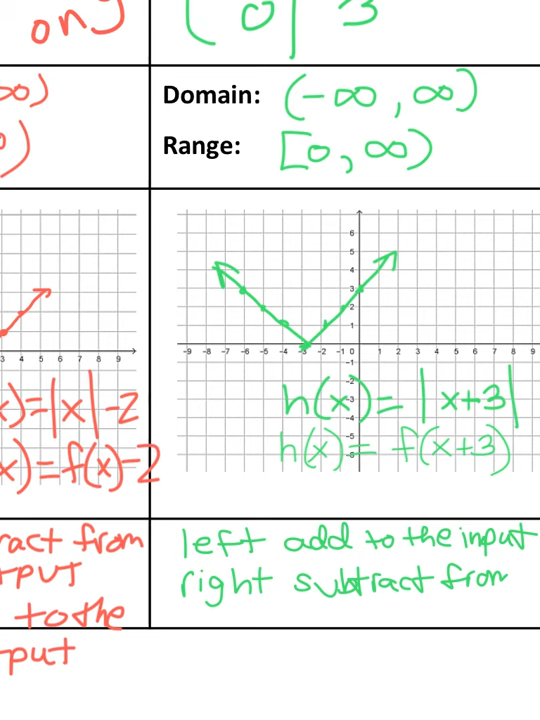 on}
0 | 3
∞)
Domain: (-∞, ∞)
)
Range: [0, ∞)
6
5
4
3
2
1
3 4 5 6 7 8 9
-9 -8 -7 -6 -5 -4 -3 -2 -1 0 1 2 3 4 5 6 7 8 9
-1
-2
-3
-4
-5
-6
x)=|x|-2
h(x)=|x+3|
x)=f(x)-2
h(x)= f(x+3)
ract from
TPUT
to the
put
left add to the input
right subtract from